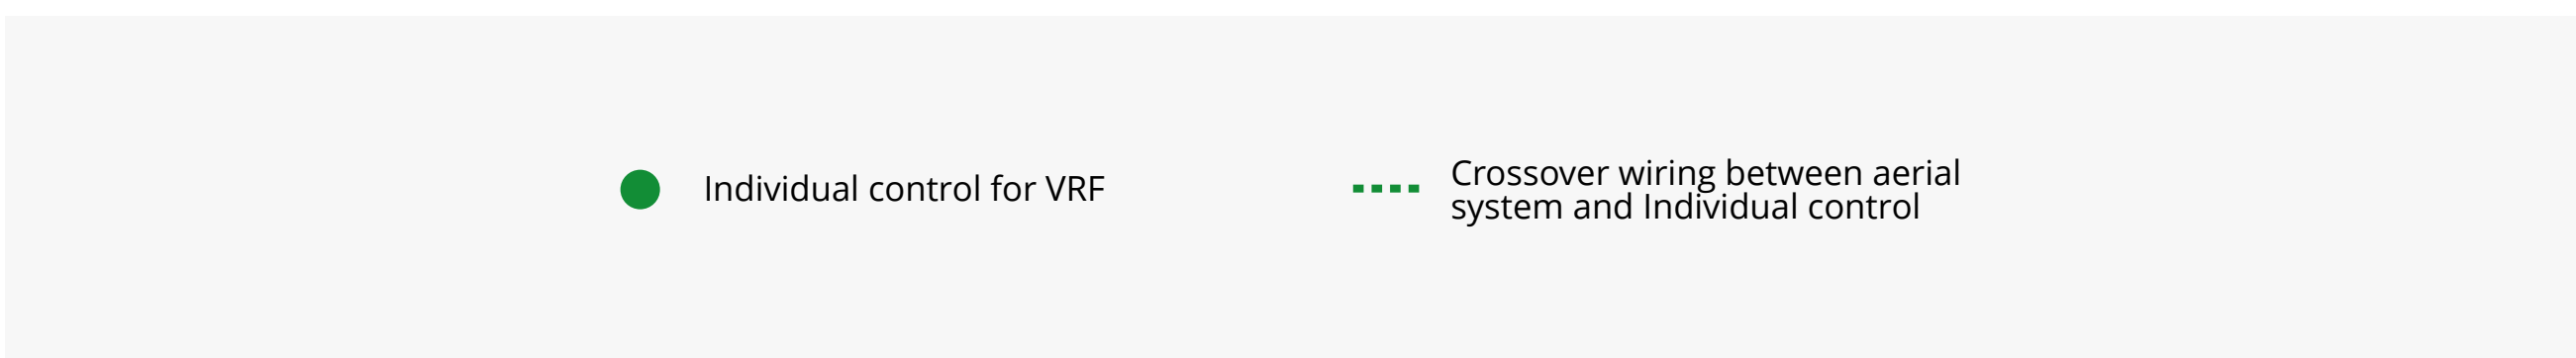 Individual control for VRF
Crossover wiring between aerial
system and Individual control